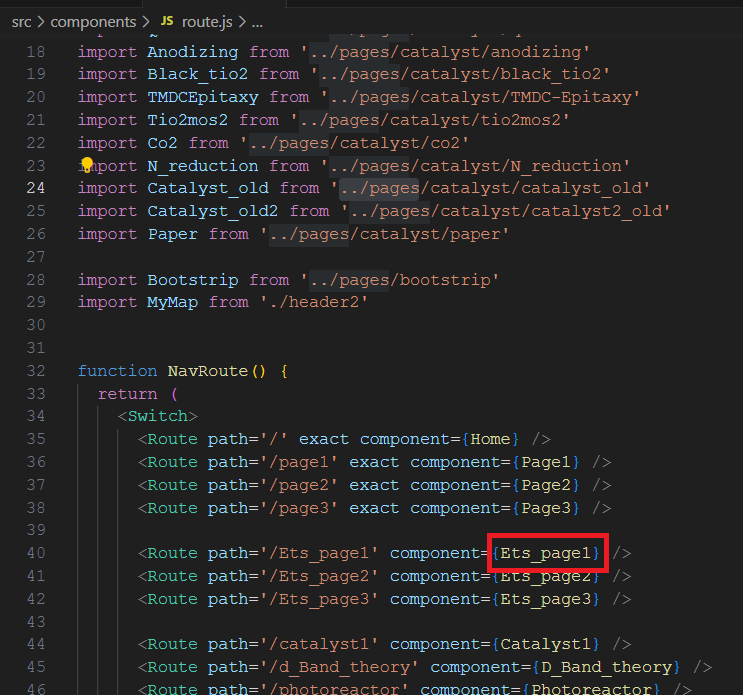 src > components > JS route.js > ...
18 import Anodizing from '../pages/catalyst/anodizing'
19 import Black_tio2 from '../pages/catalyst/black_tio2'
20 import TMDCEpitaxy from '../pages/catalyst/TMDC-Epitaxy'
21 import Tio2mos2 from '../pages/catalyst/tio2mos2'
22 import Co2 from '../pages/catalyst/co2'
23 import N_reduction from '../pages/catalyst/N_reduction'
24 import Catalyst_old from '../pages/catalyst/catalyst_old'
25 import Catalyst_old2 from '../pages/catalyst/catalyst2_old'
26 import Paper from '../pages/catalyst/paper'
27
28 import Bootstrip from '../pages/bootstrip'
29 import MyMap from './header2'
30
31
32 function NavRoute() {
33 return (
34 <Switch>
35 <Route path='/' exact component={Home} />
36 <Route path='/page1' exact component={Page1} />
37 <Route path='/page2' exact component={Page2} />
38 <Route path='/page3' exact component={Page3} />
39
40 <Route path='/Ets_page1' component={Ets_page1} />
41 <Route path='/Ets_page2' component={Ets_page2} />
42 <Route path='/Ets_page3' component={Ets_page3} />
43
44 <Route path='/catalyst1' component={Catalyst1} />
45 <Route path='/d_Band_theory' component={D_Band_theory} />
46 <Route path='/photoreactor' component={Photoreactor} />